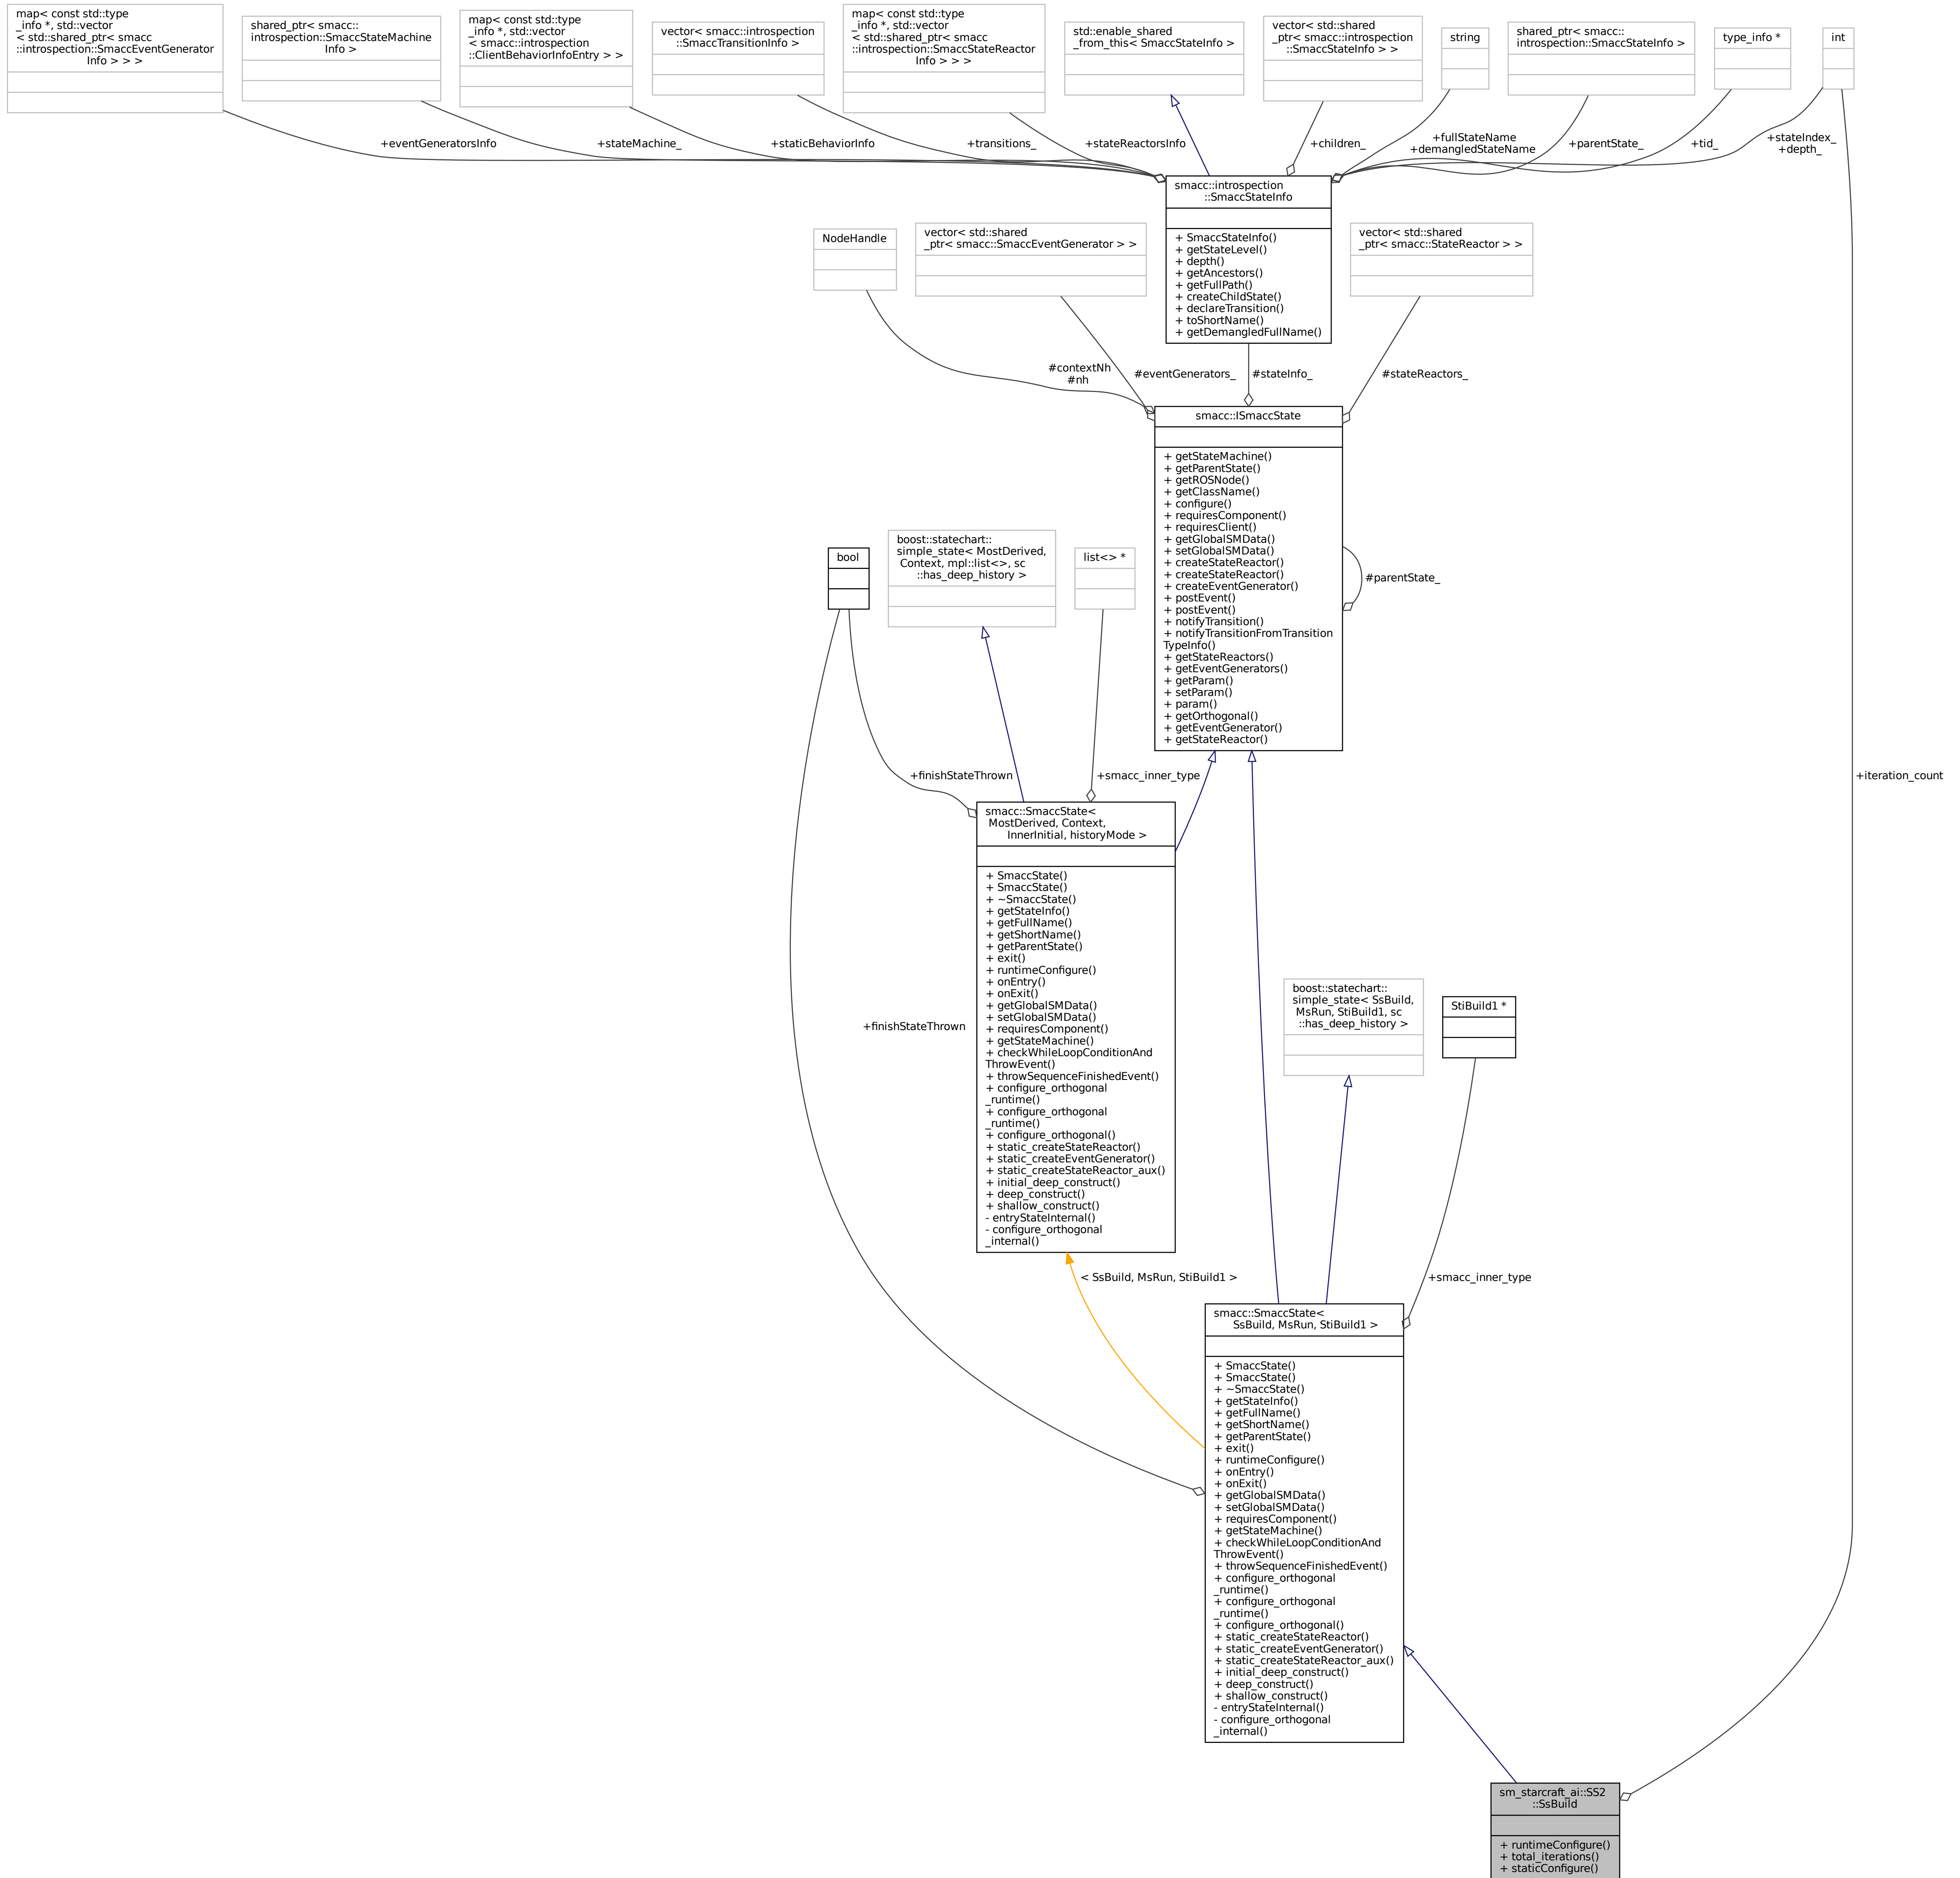 map< const std::type
_info *, std::vector
< std::shared_ptr< smacc
::introspection::SmaccEventGenerator
Info > > >
shared_ptr< smacc::
introspection::SmaccStateMachine
Info >
map< const std::type
_info *, std::vector
< smacc::introspection
::ClientBehaviorInfoEntry > >
vector< smacc::introspection
::SmaccTransitionInfo >
map< const std::type
_info *, std::vector
< std::shared_ptr< smacc
::introspection::SmaccStateReactor
Info > > >
std::enable_shared
_from_this< SmaccStateInfo >
vector< std::shared
_ptr< smacc::introspection
::SmaccStateInfo > >
string
shared_ptr< smacc::
introspection::SmaccStateInfo >
type_info *
int
+eventGeneratorsInfo
+stateMachine_
+staticBehaviorInfo
+transitions_
+stateReactorsInfo
+children_
+fullStateName
+demangledStateName
+parentState_
+tid_
+stateIndex_
+depth_
smacc::introspection
::SmaccStateInfo
+ SmaccStateInfo()
+ getStateLevel()
+ depth()
+ getAncestors()
+ getFullPath()
+ createChildState()
+ declareTransition()
+ toShortName()
+ getDemangledFullName()
NodeHandle
vector< std::shared
_ptr< smacc::SmaccEventGenerator > >
vector< std::shared
_ptr< smacc::StateReactor > >
#contextNh
#nh
#eventGenerators_
#stateInfo_
#stateReactors_
smacc::ISmaccState
+ getStateMachine()
+ getParentState()
+ getROSNode()
+ getClassName()
+ configure()
+ requiresComponent()
+ requiresClient()
+ getGlobalSMData()
+ setGlobalSMData()
+ createStateReactor()
+ createStateReactor()
+ createEventGenerator()
+ postEvent()
+ postEvent()
+ notifyTransition()
+ notifyTransitionFromTransition
TypeInfo()
+ getStateReactors()
+ getEventGenerators()
+ getParam()
+ setParam()
+ param()
+ getOrthogonal()
+ getEventGenerator()
+ getStateReactor()
#parentState_
bool
boost::statechart::
simple_state< MostDerived,
Context, mpl::list<>, sc
::has_deep_history >
list<> *
+finishStateThrown
+smacc_inner_type
+iteration_count
smacc::SmaccState<
MostDerived, Context,
InnerInitial, historyMode >
+ SmaccState()
+ SmaccState()
+ ~SmaccState()
+ getStateInfo()
+ getFullName()
+ getShortName()
+ getParentState()
+ exit()
+ runtimeConfigure()
+ onEntry()
+ onExit()
+ getGlobalSMData()
+ setGlobalSMData()
+ requiresComponent()
+ getStateMachine()
+ checkWhileLoopConditionAnd
ThrowEvent()
+ throwSequenceFinishedEvent()
+ configure_orthogonal
_runtime()
+ configure_orthogonal
_runtime()
+ configure_orthogonal()
+ static_createStateReactor()
+ static_createEventGenerator()
+ static_createStateReactor_aux()
+ initial_deep_construct()
+ deep_construct()
+ shallow_construct()
- entryStateInternal()
- configure_orthogonal
_internal()
+finishStateThrown
boost::statechart::
simple_state< SsBuild,
MsRun, StiBuild1, sc
::has_deep_history >
StiBuild1 *
< SsBuild, MsRun, StiBuild1 >
+smacc_inner_type
smacc::SmaccState<
SsBuild, MsRun, StiBuild1 >
+ SmaccState()
+ SmaccState()
+ ~SmaccState()
+ getStateInfo()
+ getFullName()
+ getShortName()
+ getParentState()
+ exit()
+ runtimeConfigure()
+ onEntry()
+ onExit()
+ getGlobalSMData()
+ setGlobalSMData()
+ requiresComponent()
+ getStateMachine()
+ checkWhileLoopConditionAnd
ThrowEvent()
+ throwSequenceFinishedEvent()
+ configure_orthogonal
_runtime()
+ configure_orthogonal
_runtime()
+ configure_orthogonal()
+ static_createStateReactor()
+ static_createEventGenerator()
+ static_createStateReactor_aux()
+ initial_deep_construct()
+ deep_construct()
+ shallow_construct()
- entryStateInternal()
- configure_orthogonal
_internal()
sm_starcraft_ai::SS2
::SsBuild
+ runtimeConfigure()
+ total_iterations()
+ staticConfigure()